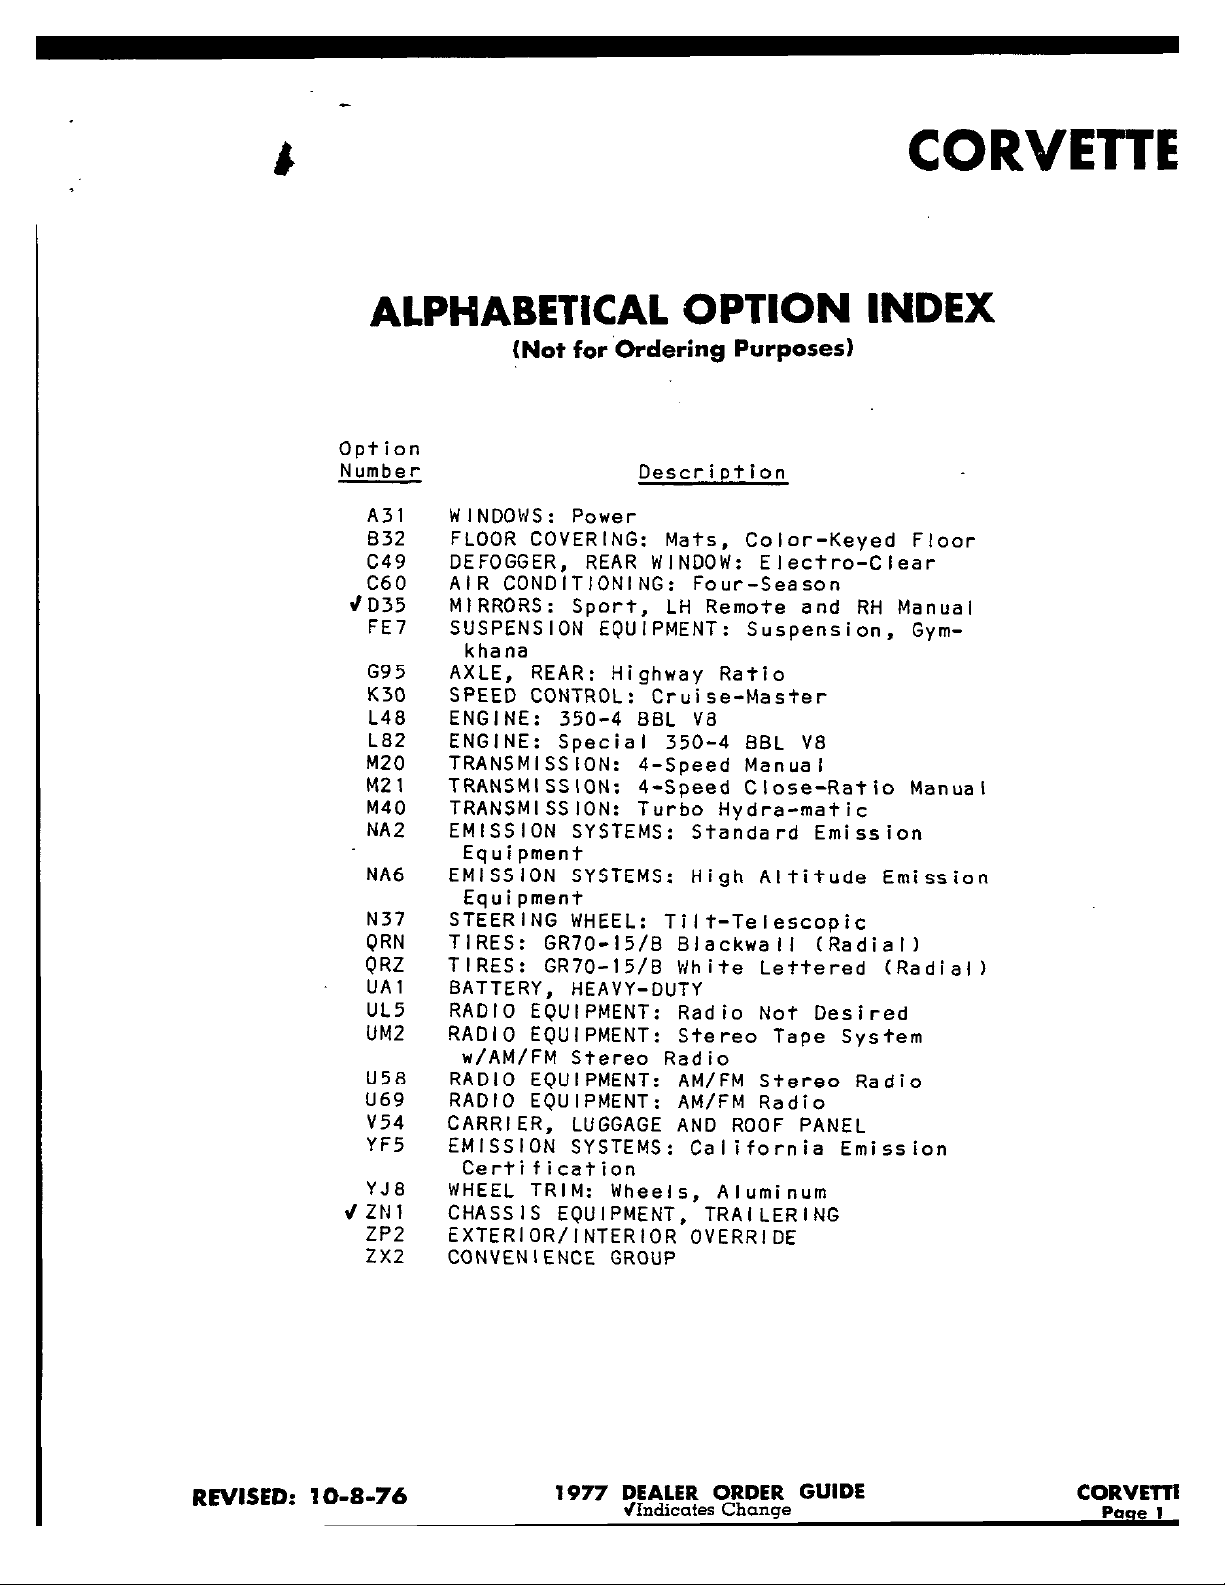 CORVETTE
ALPHABETICAL OPTION INDEX
(Not for Ordering Purposes)
Option
Number Description
A31 WINDOWS: Power
B32 FLOOR COVERING: Mats, Color-Keyed Floor
C49 DEFOGGER, REAR WINDOW: Electro-Clear
C60 AIR CONDITIONING: Four-Season
√ D35 MIRRORS: Sport, LH Remote and RH Manual
FE7 SUSPENSION EQUIPMENT: Suspension, Gym-
khana
G95 AXLE, REAR: Highway Ratio
K30 SPEED CONTROL: Cruise-Master
L48 ENGINE: 350-4 BBL V8
L82 ENGINE: Special 350-4 BBL V8
M20 TRANSMISSION: 4-Speed Manual
M21 TRANSMISSION: 4-Speed Close-Ratio Manual
M40 TRANSMISSION: Turbo Hydra-matic
NA2 EMISSION SYSTEMS: Standard Emission
Equipment
NA6 EMISSION SYSTEMS: High Altitude Emission
Equipment
N37 STEERING WHEEL: Tilt-Telescopic
QRN TIRES: GR70-15/B Blackwall (Radial)
QRZ TIRES: GR70-15/B White Lettered (Radial)
UA1 BATTERY, HEAVY-DUTY
UL5 RADIO EQUIPMENT: Radio Not Desired
UM2 RADIO EQUIPMENT: Stereo Tape System
w/AM/FM Stereo Radio
U58 RADIO EQUIPMENT: AM/FM Stereo Radio
U69 RADIO EQUIPMENT: AM/FM Radio
V54 CARRIER, LUGGAGE AND ROOF PANEL
YF5 EMISSION SYSTEMS: California Emission
Certification
YJ8 WHEEL TRIM: Wheels, Aluminum
√ ZN1 CHASSIS EQUIPMENT, TRAILERING
ZP2 EXTERIOR/INTERIOR OVERRIDE
ZX2 CONVENIENCE GROUP
REVISED: 10-8-76 1977 DEALER ORDER GUIDE CORVETTE
√Indicates Change Page 1